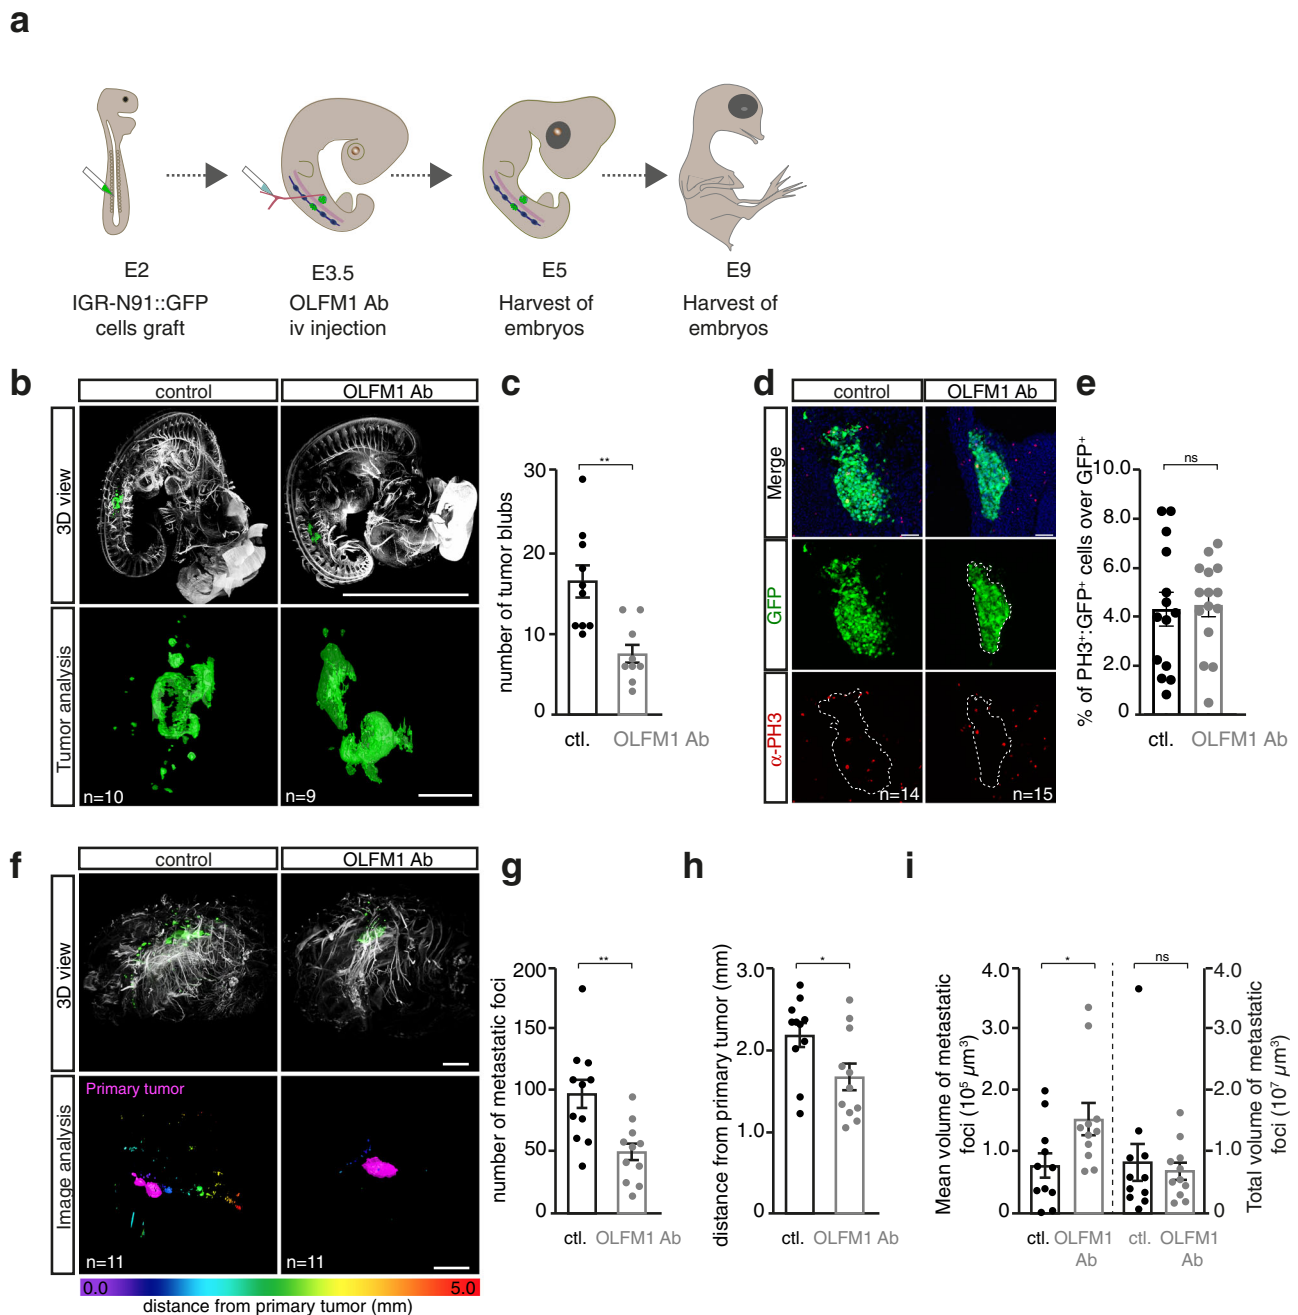 a
E2
IGR-N91::GFP
cells graft
E3.5
OLFM1 Ab
iv injection
E5
Harvest of
embryos
E9
Harvest of
embryos
b
control
OLFM1 Ab
3D view
Tumor analysis
n=10
n=9
c
number of tumor blubs
30
20
10
0
**
ctl.
OLFM1 Ab
d
control
OLFM1 Ab
Merge
GFP
α-PH3
n=14
n=15
e
% of PH3⁺::GFP⁺ cells over GFP⁺
10.0
8.0
6.0
4.0
2.0
0
ns
ctl.
OLFM1 Ab
f
control
OLFM1 Ab
3D view
Image analysis
Primary tumor
n=11
n=11
0.0
5.0
distance from primary tumor (mm)
g
number of metastatic foci
200
150
100
50
0
**
ctl.
OLFM1 Ab
h
distance from primary tumor (mm)
3.0
2.0
1.0
0
*
ctl.
OLFM1 Ab
i
Mean volume of metastatic
foci (10⁵ µm³)
4.0
3.0
2.0
1.0
0
*
ns
4.0
3.0
2.0
1.0
0
Total volume of metastatic
foci (10⁷ µm³)
ctl.
OLFM1
Ab
ctl.
OLFM1
Ab